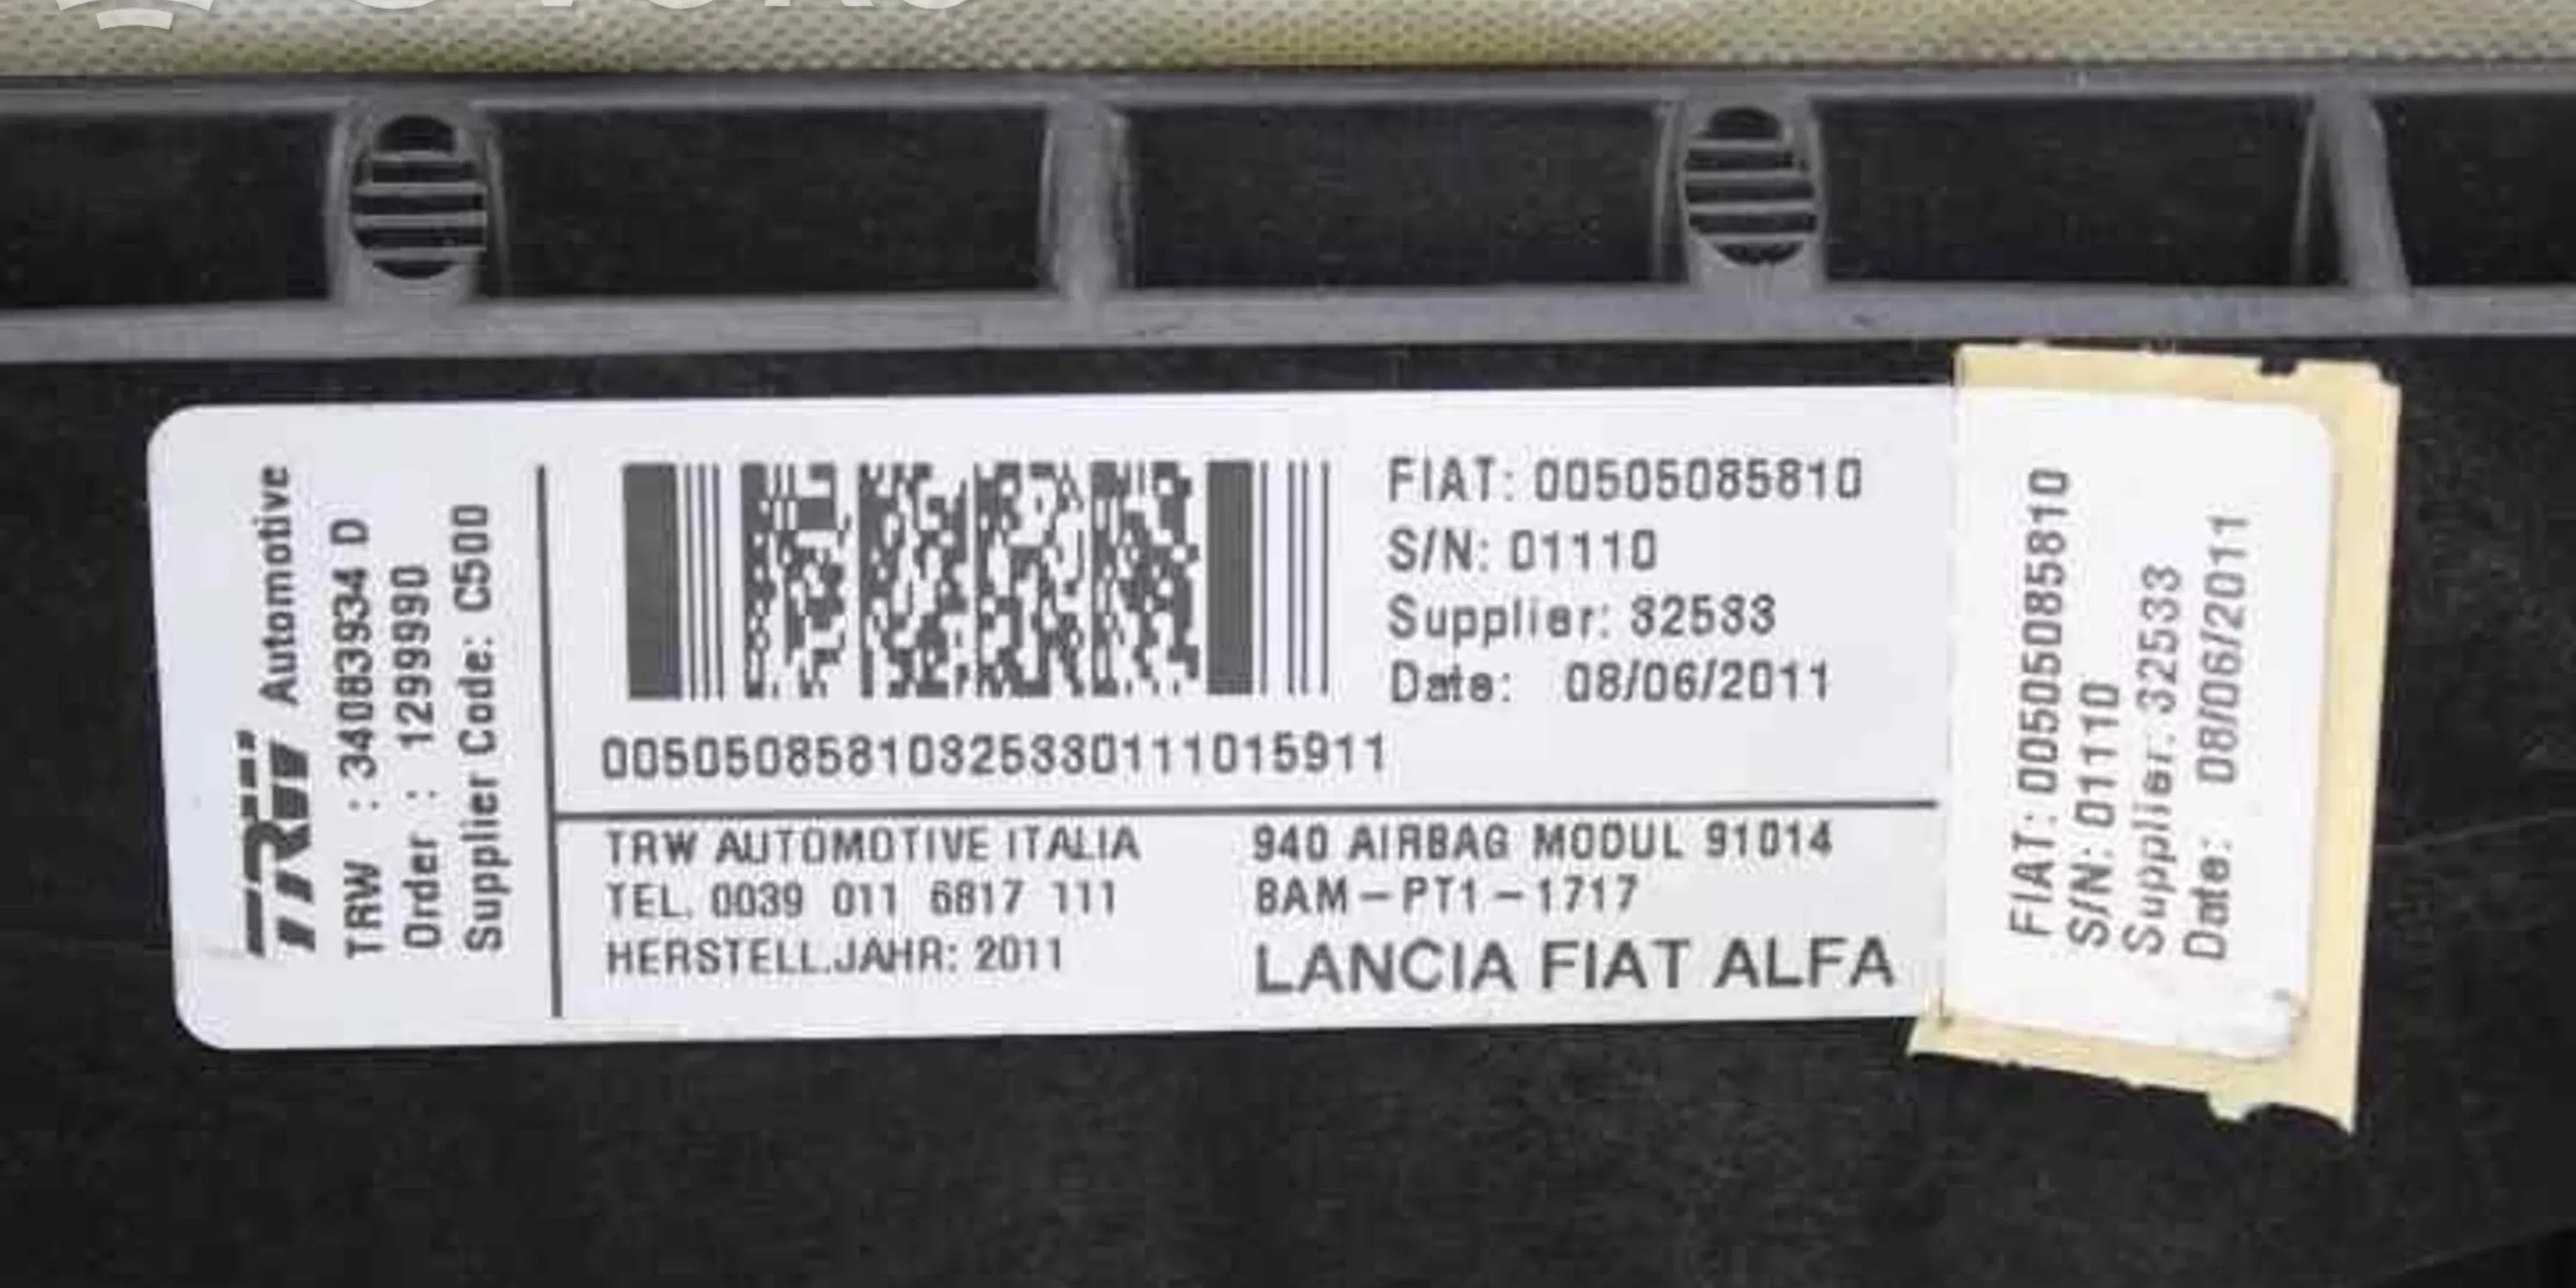 TRW Automotive
TRW : 34083934 D
Order : 12999990
Supplier Code: C500
FIAT: 00505085810
S/N: 01110
Supplier: 32533
Date: 08/06/2011
00505085810325330111015911
TRW AUTOMOTIVE ITALIA
TEL. 0039 011 6817 111
HERSTELL.JAHR: 2011
940 AIRBAG MODUL 91014
BAM-PT1-1717
LANCIA FIAT ALFA
FIAT: 00505085810
S/N: 01110
Supplier: 32533
Date: 08/06/2011